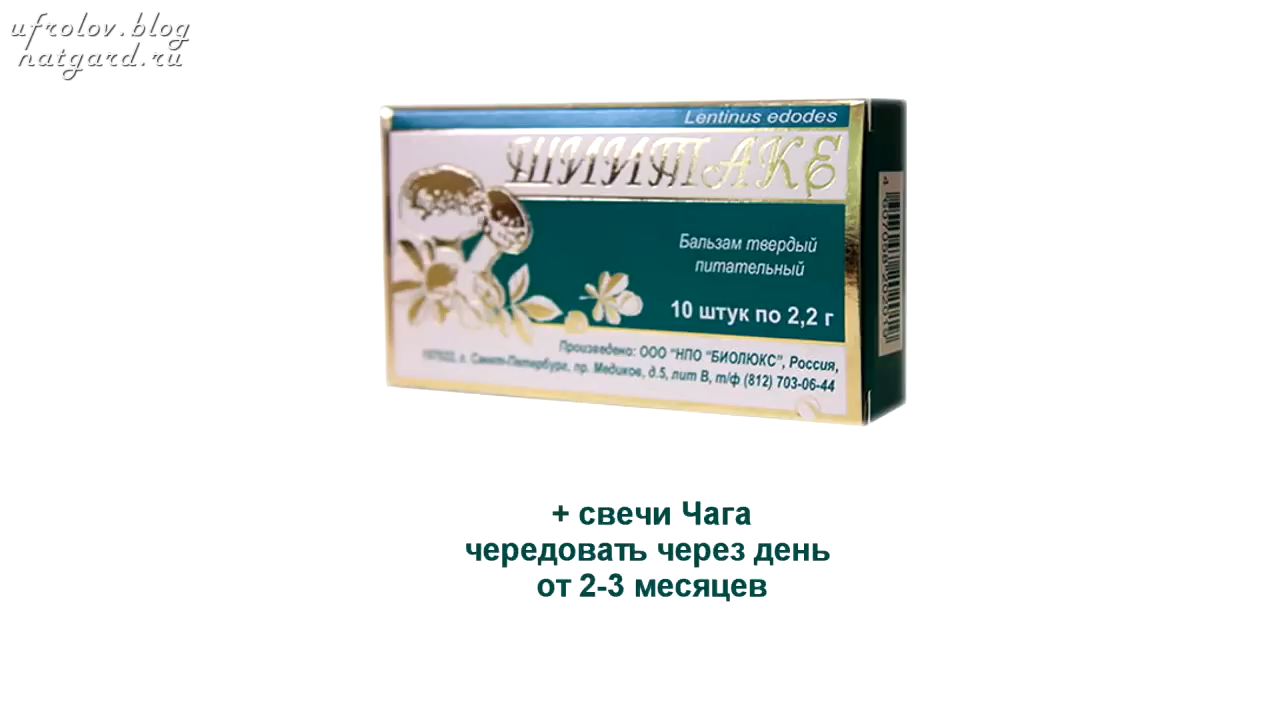 ufrolov.blog
natgard.ru
Lentinus edodes
ШИИТАКЕ
Бальзам твердый
питательный
10 штук по 2,2 г
Произведено: ООО "НПО "БИОЛЮКС", Россия,
г. Санкт-Петербург, пр. Медиков, д.5, лит В, т/ф (812) 703-06-44
+ свечи Чага
чередовать через день
от 2-3 месяцев